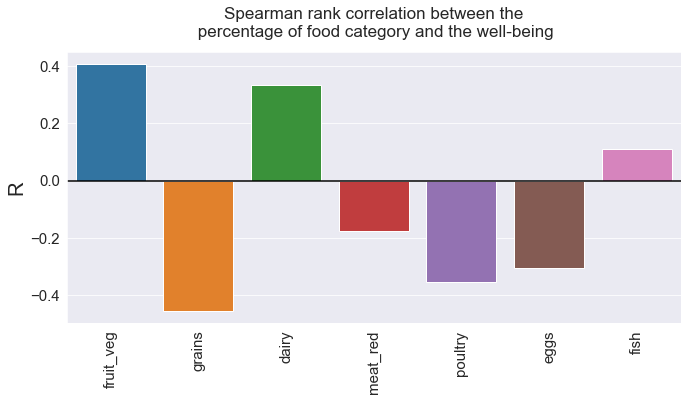 Spearman rank correlation between the
percentage of food category and the well-being
R
0.4
0.2
0.0
−0.2
−0.4
fruit_veg
grains
dairy
meat_red
poultry
eggs
fish